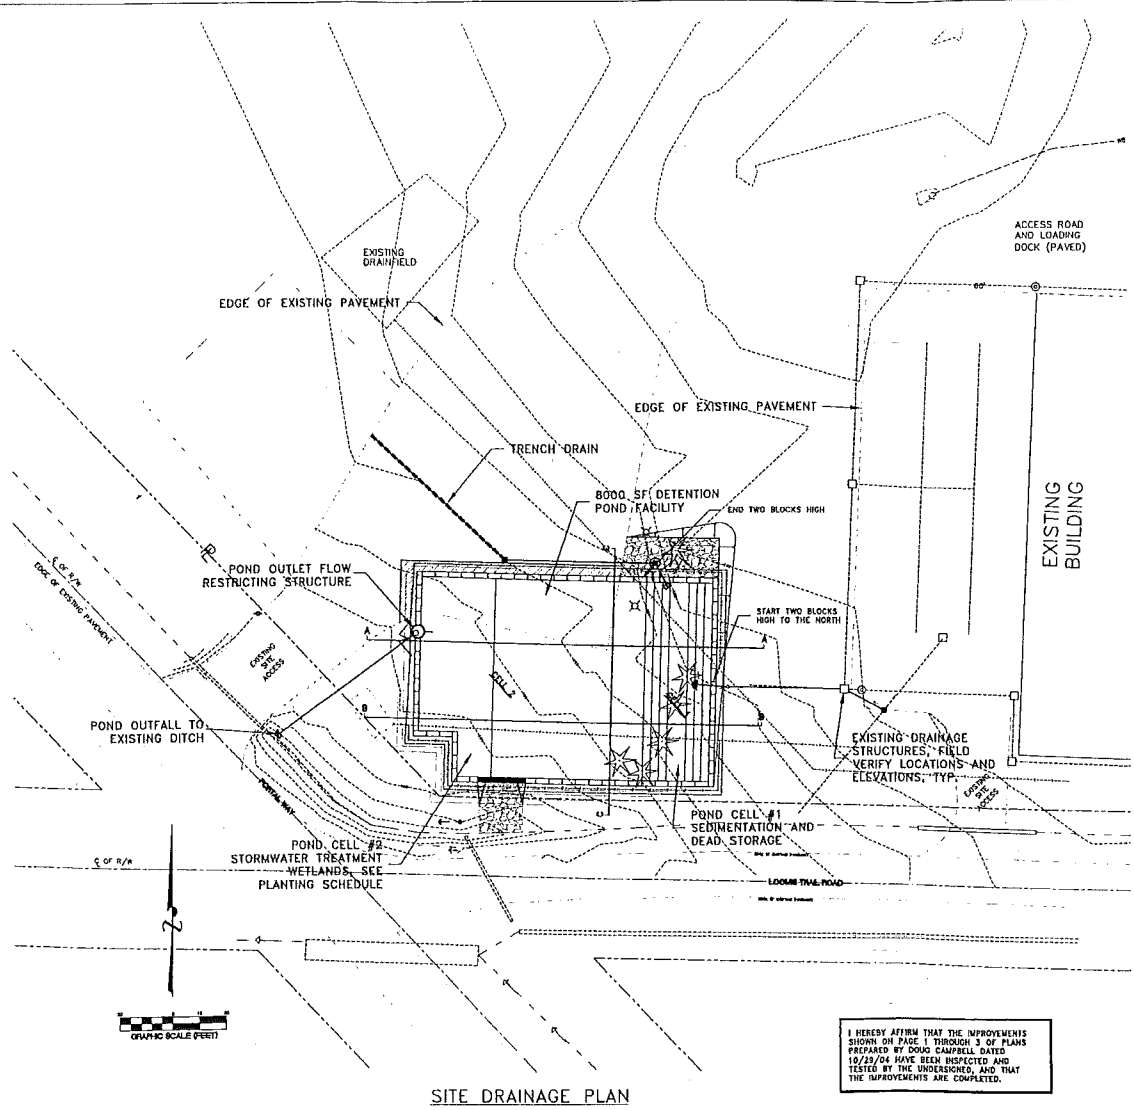 ACCESS ROAD
AND LOADING
DOCK (PAVED)
EXISTING
DRAINFIELD
60'
EDGE OF EXISTING PAVEMENT
EDGE OF EXISTING PAVEMENT
TRENCH DRAIN
8000 SF DETENTION
POND FACILITY
END TWO BLOCKS HIGH
EXISTING
BUILDING
℄ OF R/W
EDGE OF EXISTING PAVEMENT
POND OUTLET FLOW
RESTRICTING STRUCTURE
START TWO BLOCKS
HIGH TO THE NORTH
A
A
EXISTING
SITE
ACCESS
CELL 2
B
B
POND OUTFALL TO
EXISTING DITCH
EXISTING DRAINAGE
STRUCTURES, FIELD
VERIFY LOCATIONS AND
ELEVATIONS, TYP.
EXISTING
SITE
ACCESS
PORTAL WAY
C
POND CELL #1
SEDIMENTATION AND
DEAD STORAGE
POND CELL #2
STORMWATER TREATMENT
WETLANDS, SEE
PLANTING SCHEDULE
℄ OF R/W
LOOMIS TRAIL ROAD
GRAPHIC SCALE (FEET)
I HEREBY AFFIRM THAT THE IMPROVEMENTS
SHOWN ON PAGE 1 THROUGH 3 OF PLANS
PREPARED BY DOUG CAMPBELL DATED
10/29/04 HAVE BEEN INSPECTED AND
TESTED BY THE UNDERSIGNED, AND THAT
THE IMPROVEMENTS ARE COMPLETED.
SITE DRAINAGE PLAN